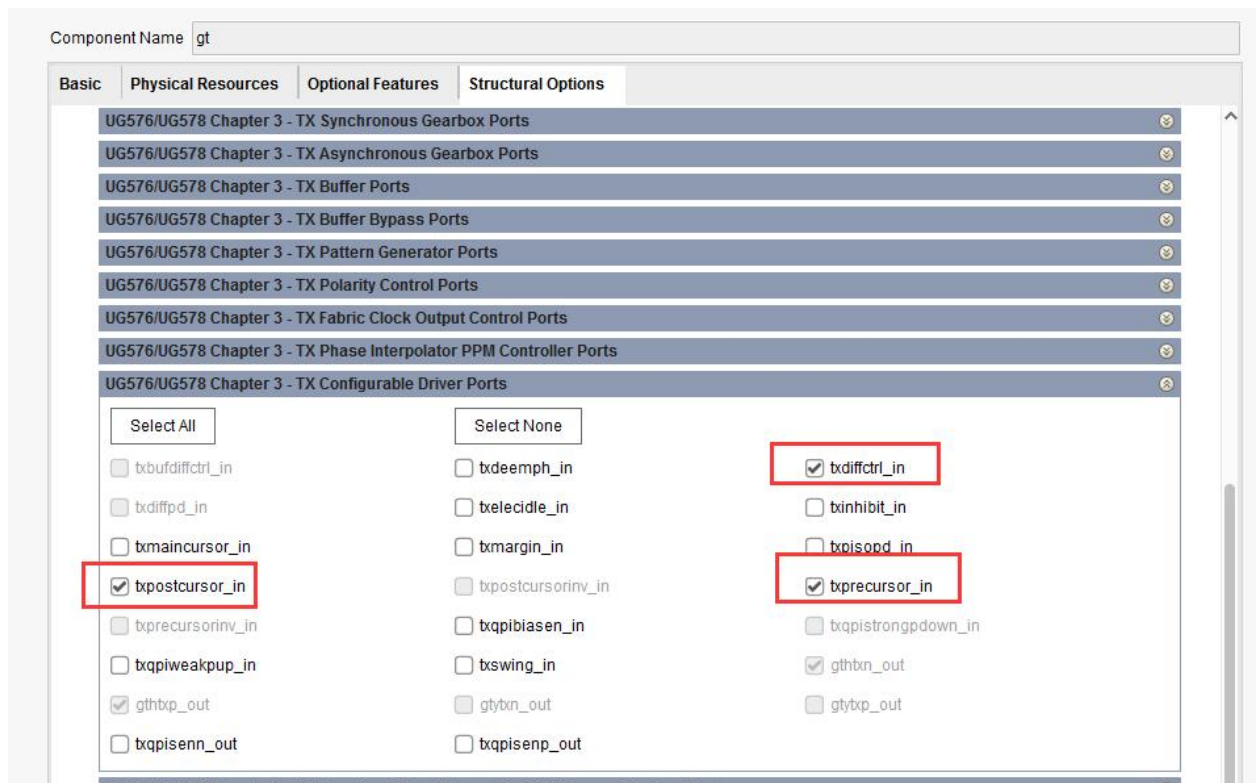 Component Name gt
Basic Physical Resources Optional Features Structural Options
UG576/UG578 Chapter 3 - TX Synchronous Gearbox Ports
UG576/UG578 Chapter 3 - TX Asynchronous Gearbox Ports
UG576/UG578 Chapter 3 - TX Buffer Ports
UG576/UG578 Chapter 3 - TX Buffer Bypass Ports
UG576/UG578 Chapter 3 - TX Pattern Generator Ports
UG576/UG578 Chapter 3 - TX Polarity Control Ports
UG576/UG578 Chapter 3 - TX Fabric Clock Output Control Ports
UG576/UG578 Chapter 3 - TX Phase Interpolator PPM Controller Ports
UG576/UG578 Chapter 3 - TX Configurable Driver Ports
Select All Select None
txbufdiffctrl_in txdeemph_in txdiffctrl_in
txdiffpd_in txelecidle_in txinhibit_in
txmaincursor_in txmargin_in txpisopd_in
txpostcursor_in txpostcursorinv_in txprecursor_in
txprecursorinv_in txqpibiasen_in txqpistrongpdown_in
txqpiweakpup_in txswing_in gthtxn_out
gthtxp_out gtytxn_out gtytxp_out
txqpisenn_out txqpisenp_out